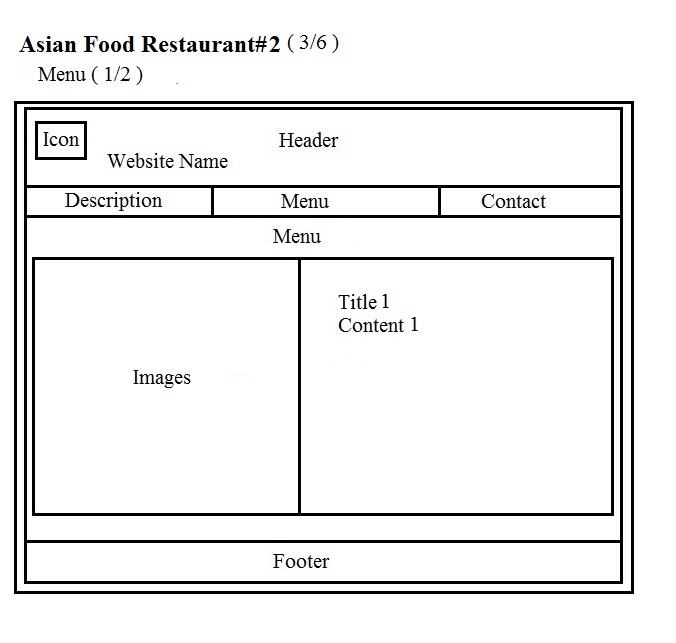 Asian Food Restaurant#2 ( 3/6 )
Menu ( 1/2 )
Icon
Header
Website Name
Description Menu Contact
Menu
Title 1
Content 1
Images
Footer